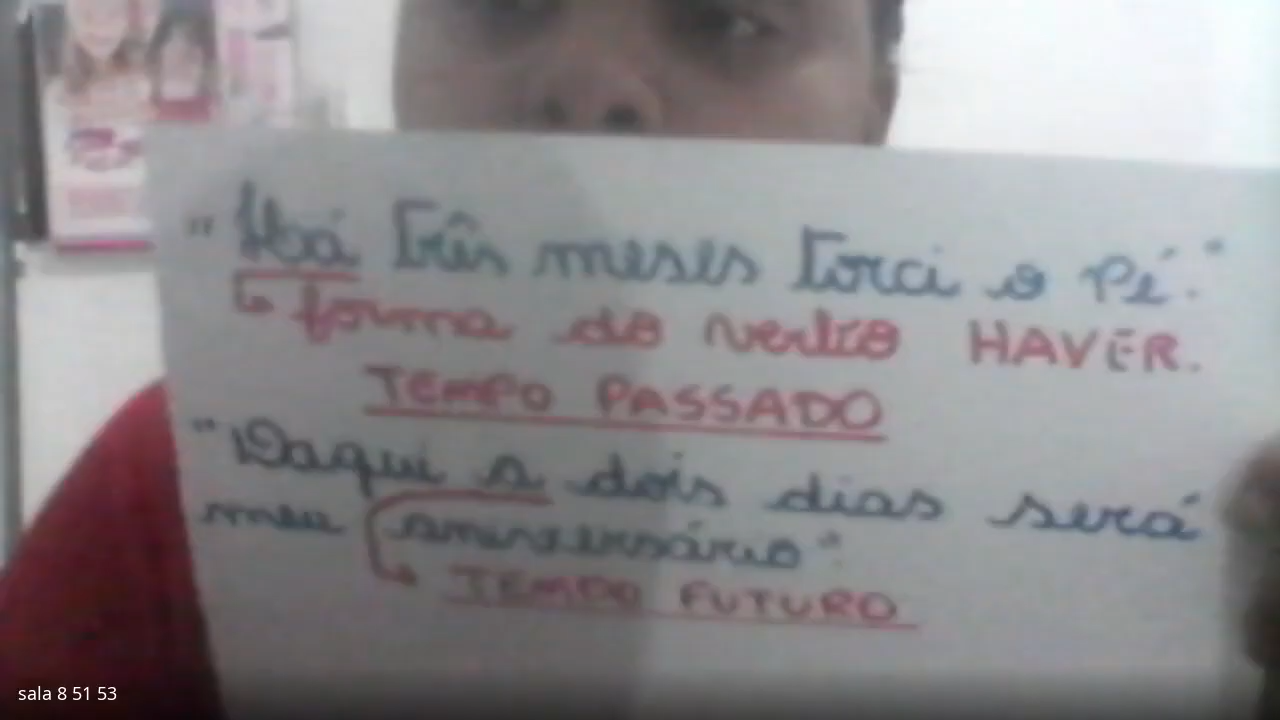 "Há três meses torci o pé."
forma do verbo HAVER.
TEMPO PASSADO
"Daqui a dois dias será
meu aniversário".
TEMPO FUTURO
sala 8 51 53